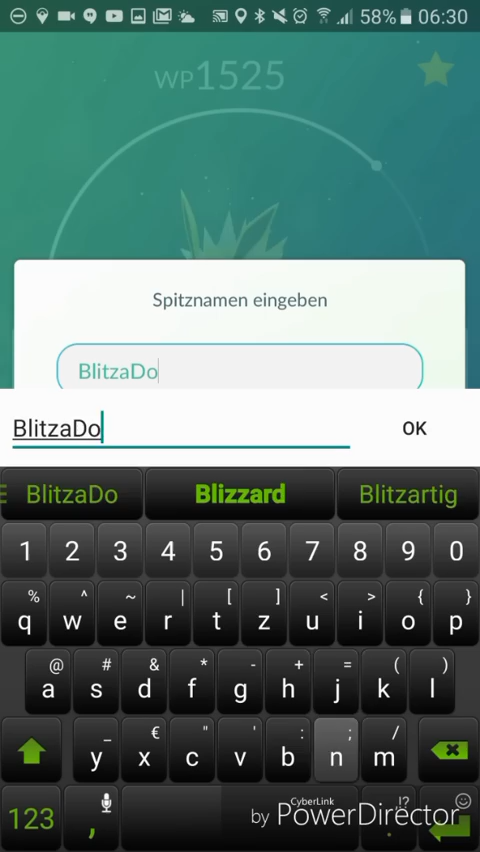 58% 06:30
WP1525
Spitznamen eingeben
BlitzaDo
BlitzaDo OK
BlitzaDo Blizzard Blitzartig
1 2 3 4 5 6 7 8 9 0
% ^ ~ | [ ] < > { }
q w e r t z u i o p
@ # & * - + = ( )
a s d f g h j k l
_ € " ' : ; /
y x c v b n m
123 , . !?
CyberLink
by PowerDirector